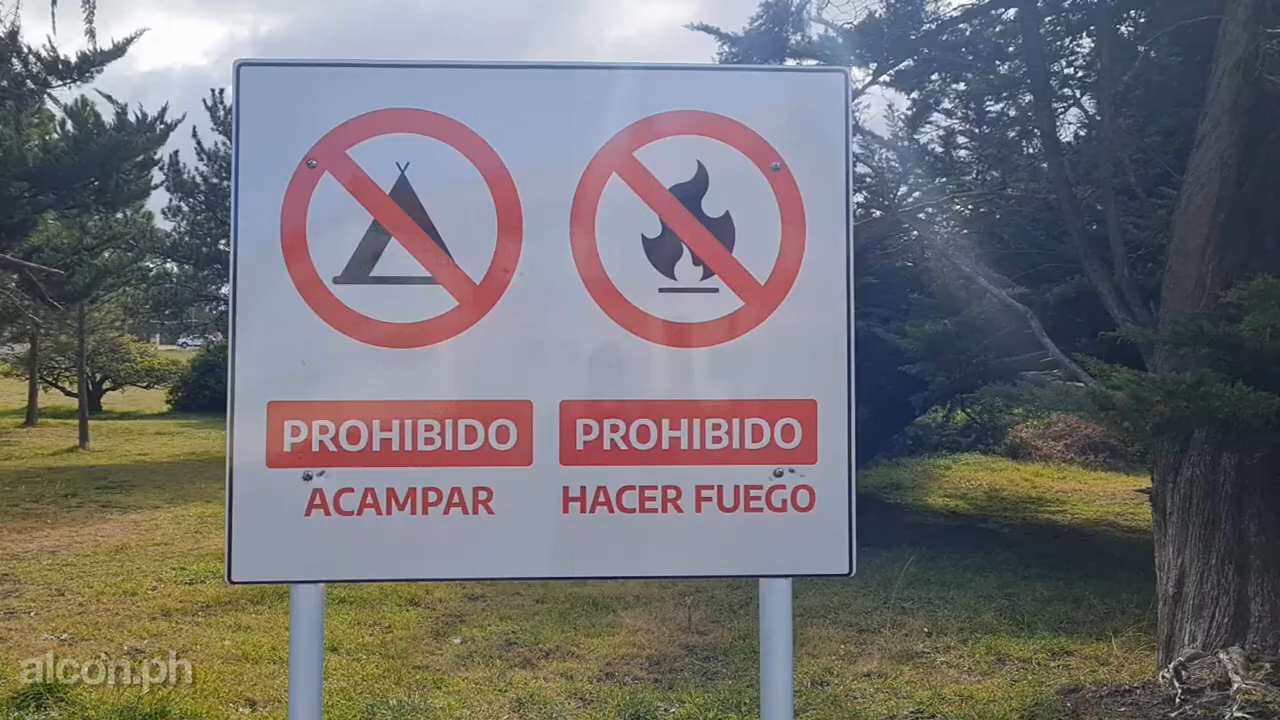 PROHIBIDO
ACAMPAR
PROHIBIDO
HACER FUEGO
alcon.ph